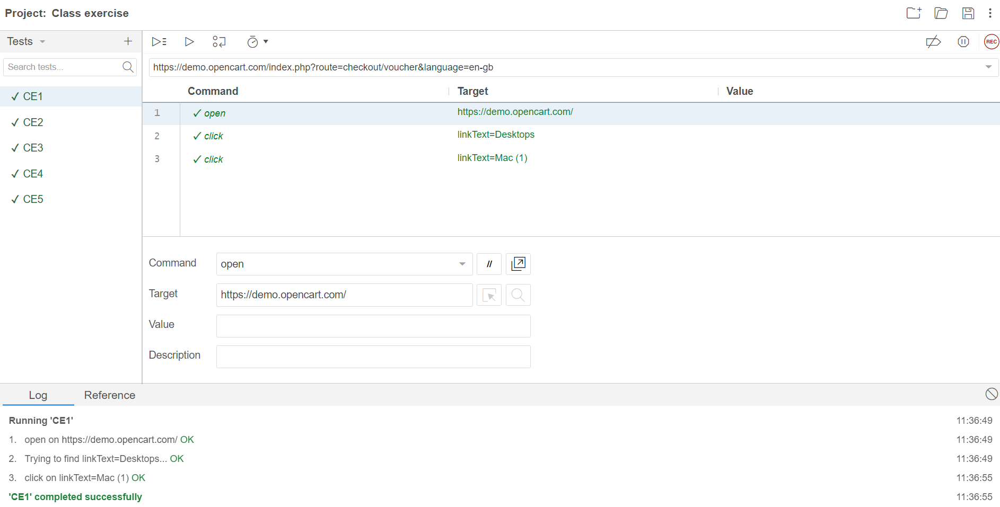 Project: Class exercise
Tests
Search tests...
✓ CE1
✓ CE2
✓ CE3
✓ CE4
✓ CE5
REC
https://demo.opencart.com/index.php?route=checkout/voucher&language=en-gb
Command Target Value
1 ✓ open https://demo.opencart.com/
2 ✓ click linkText=Desktops
3 ✓ click linkText=Mac (1)
Command open //
Target https://demo.opencart.com/
Value
Description
Log Reference
Running 'CE1' 11:36:49
1. open on https://demo.opencart.com/ OK 11:36:49
2. Trying to find linkText=Desktops... OK 11:36:49
3. click on linkText=Mac (1) OK 11:36:55
'CE1' completed successfully 11:36:55